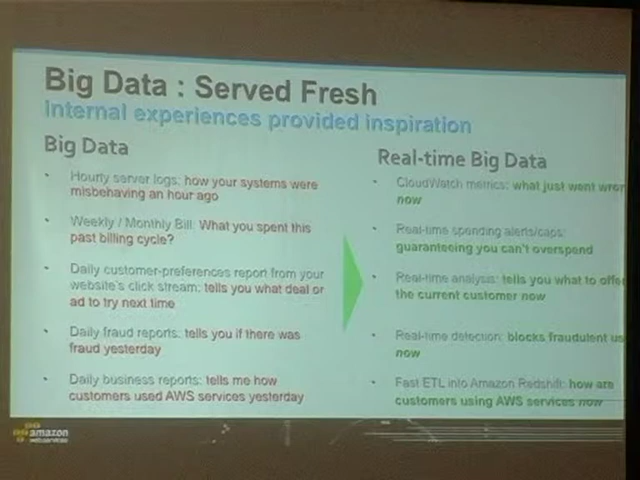 Big Data : Served Fresh
Internal experiences provided inspiration
Big Data
• Hourly server logs: how your systems were
misbehaving an hour ago
• Weekly / Monthly Bill: What you spent this
past billing cycle?
• Daily customer-preferences report from your
website's click stream: tells you what deal or
ad to try next time
• Daily fraud reports: tells you if there was
fraud yesterday
• Daily business reports: tells me how
customers used AWS services yesterday
Real-time Big Data
• CloudWatch metrics: what just went wron
now
• Real-time spending alerts/caps:
guaranteeing you can't overspend
• Real-time analysis: tells you what to offe
the current customer now
• Real-time detection: blocks fraudulent us
now
• Fast ETL into Amazon Redshift: how are
customers using AWS services now
amazon
webservices